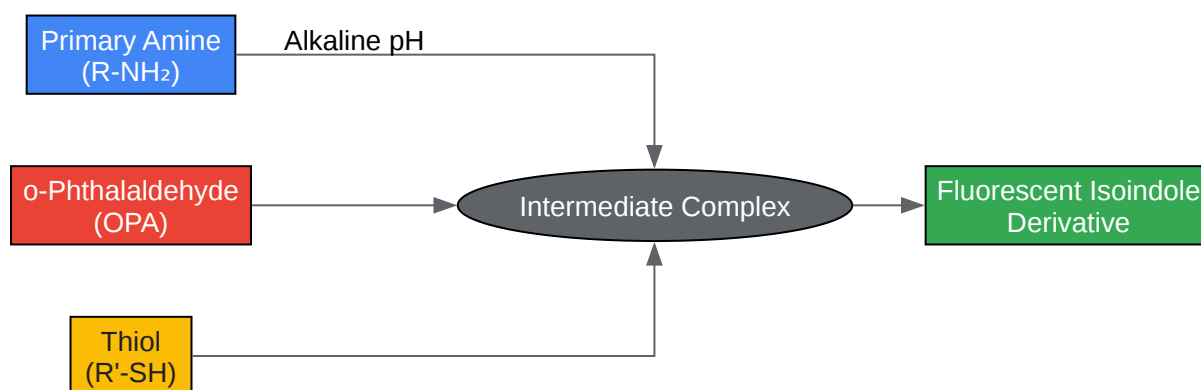 Primary Amine
(R-NH₂)
Alkaline pH
o-Phthalaldehyde
(OPA)
Intermediate Complex
Fluorescent Isoindole
Derivative
Thiol
(R'-SH)